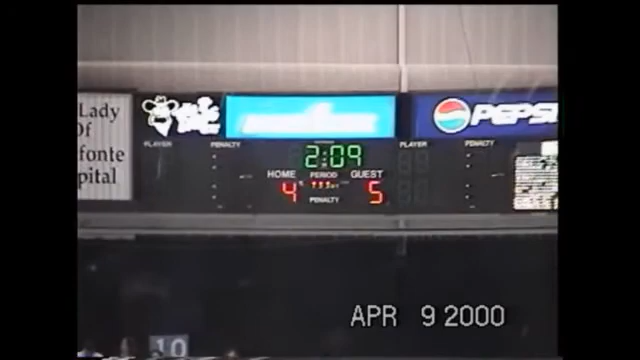 Lady
Of
fonte
pital
PEPSI
PLAYER
PENALTY
2:09
PLAYER
PENALTY
HOME
PERIOD
GUEST
4
5
PENALTY
10
APR 9 2000